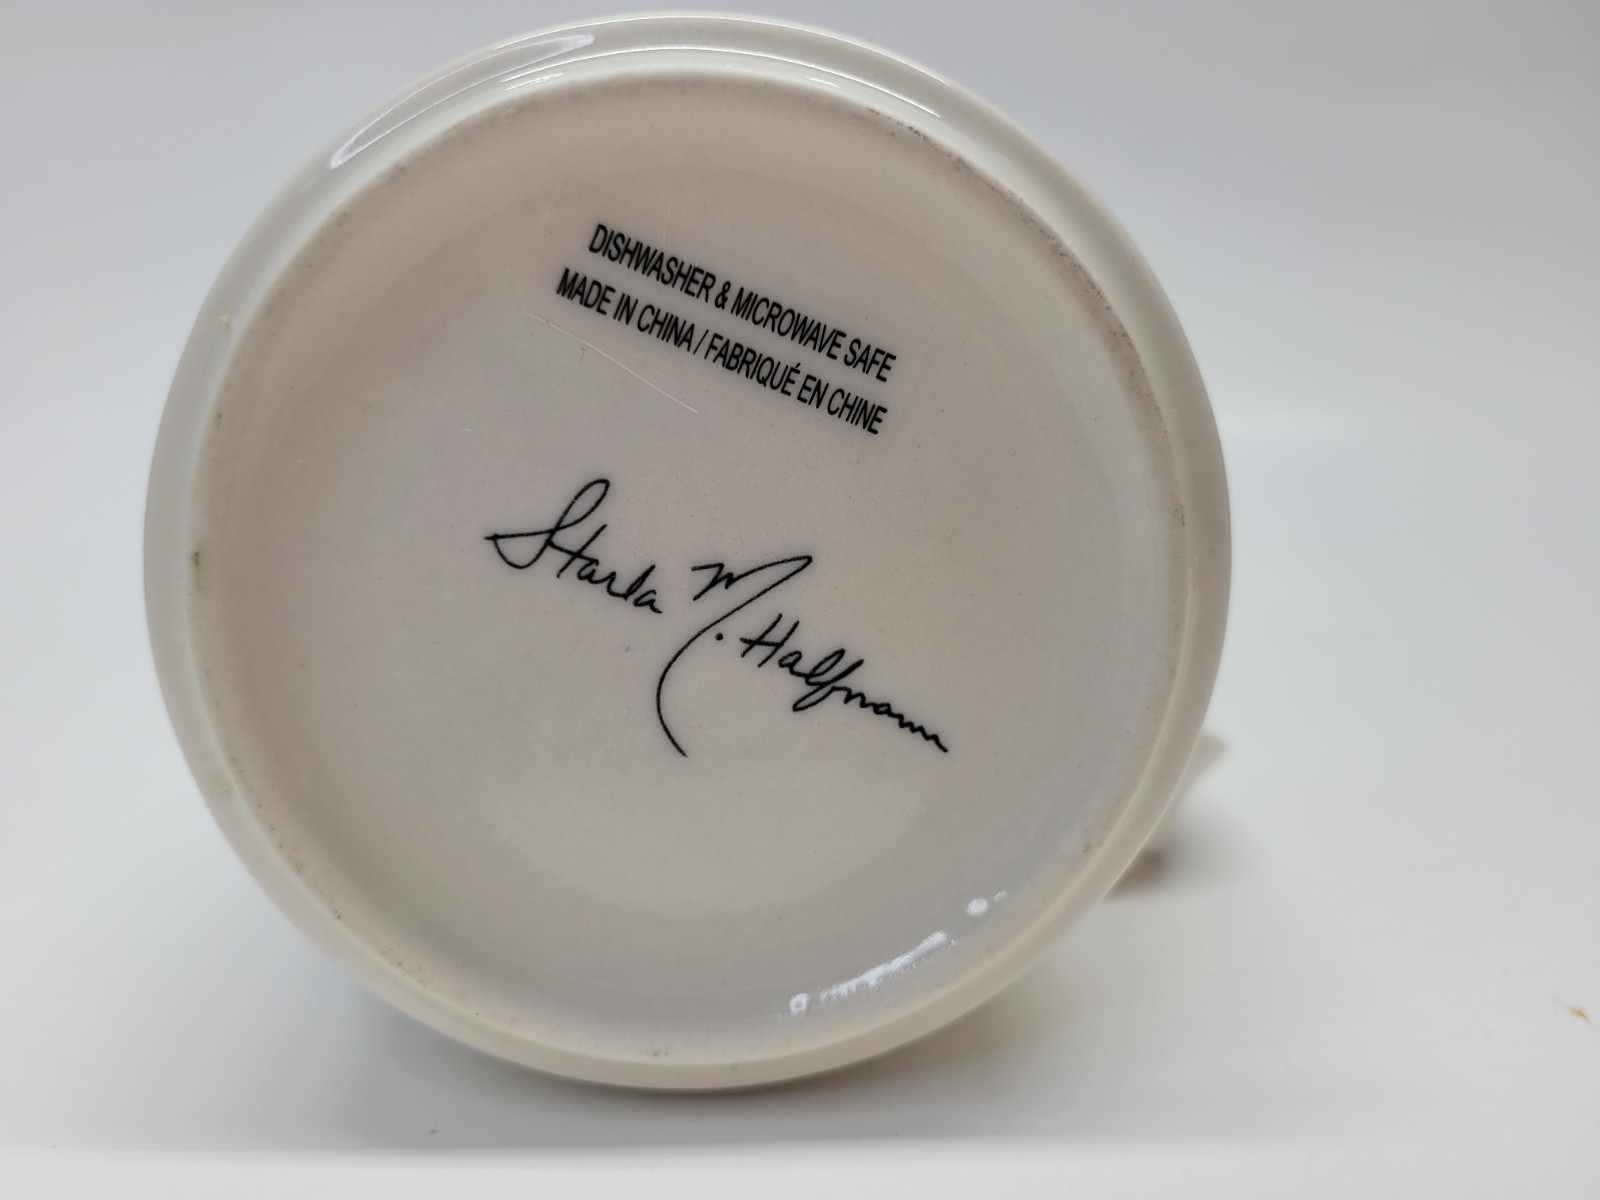 DISHWASHER & MICROWAVE SAFE
MADE IN CHINA / FABRIQUÉ EN CHINE
Starla M. Halfmann